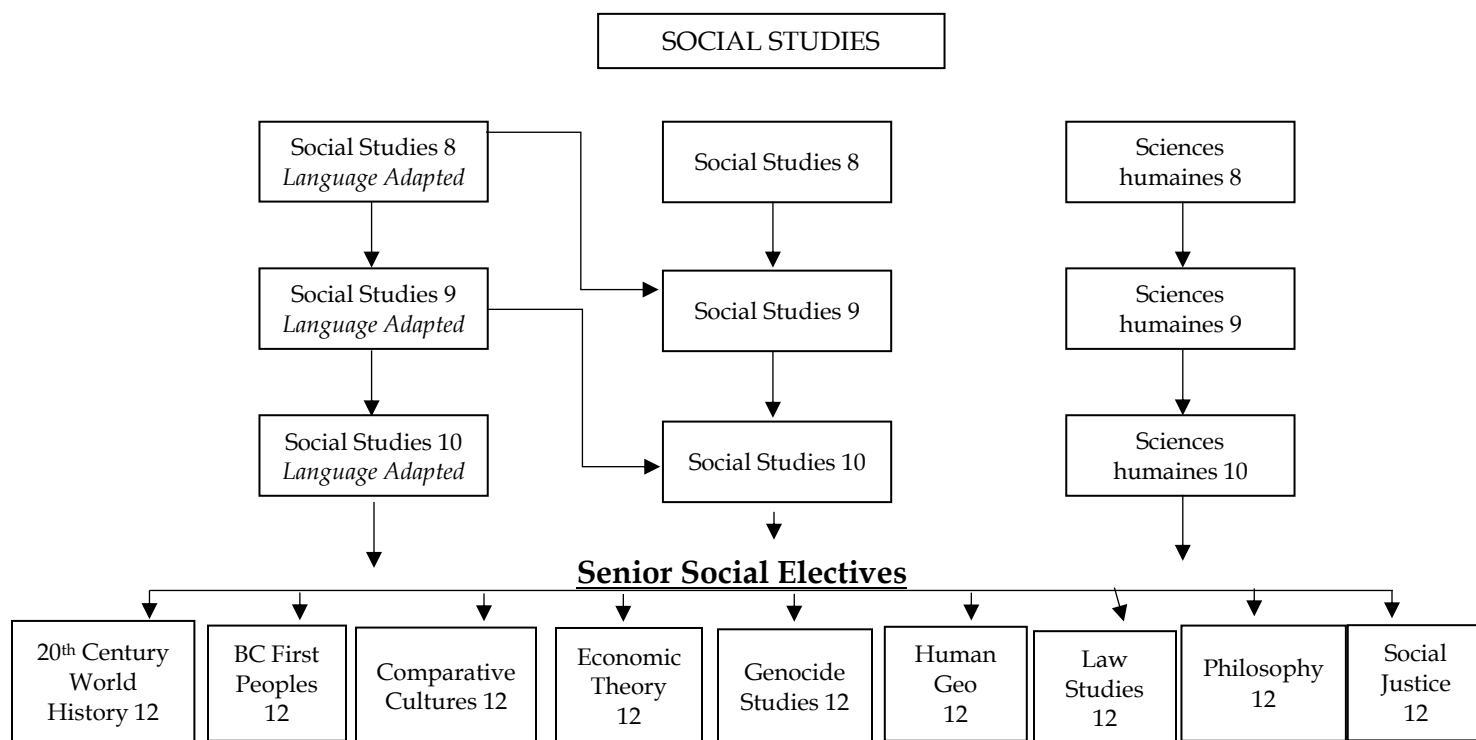 SOCIAL STUDIES
Social Studies 8
Language Adapted
Social Studies 8
Sciences
humaines 8
Social Studies 9
Language Adapted
Social Studies 9
Sciences
humaines 9
Social Studies 10
Language Adapted
Social Studies 10
Sciences
humaines 10
Senior Social Electives
20th Century
World
History 12
BC First
Peoples
12
Comparative
Cultures 12
Economic
Theory
12
Genocide
Studies 12
Human
Geo
12
Law
Studies
12
Philosophy
12
Social
Justice
12